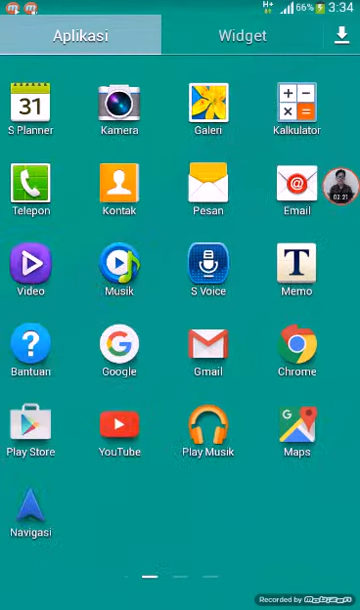 H+ 66% 3:34
Aplikasi Widget
31
S Planner Kamera Galeri Kalkulator
Telepon Kontak Pesan Email
03:21
Video Musik S Voice Memo
Bantuan Google Gmail Chrome
Play Store YouTube Play Musik Maps
Navigasi
Recorded by mobizen